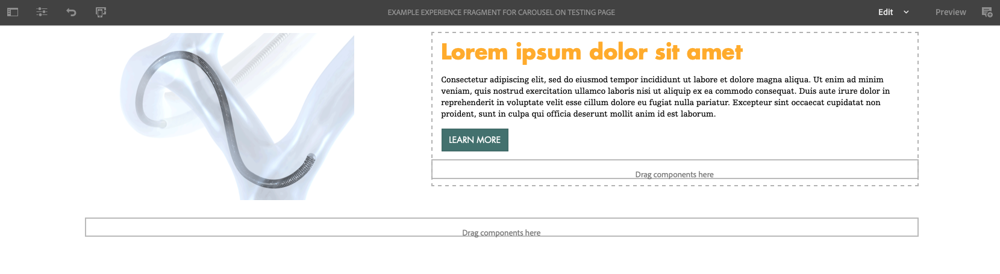 EXAMPLE EXPERIENCE FRAGMENT FOR CAROUSEL ON TESTING PAGE
Edit
Preview
Lorem ipsum dolor sit amet
Consectetur adipiscing elit, sed do eiusmod tempor incididunt ut labore et dolore magna aliqua. Ut enim ad minim
veniam, quis nostrud exercitation ullamco laboris nisi ut aliquip ex ea commodo consequat. Duis aute irure dolor in
reprehenderit in voluptate velit esse cillum dolore eu fugiat nulla pariatur. Excepteur sint occaecat cupidatat non
proident, sunt in culpa qui officia deserunt mollit anim id est laborum.
LEARN MORE
Drag components here
Drag components here